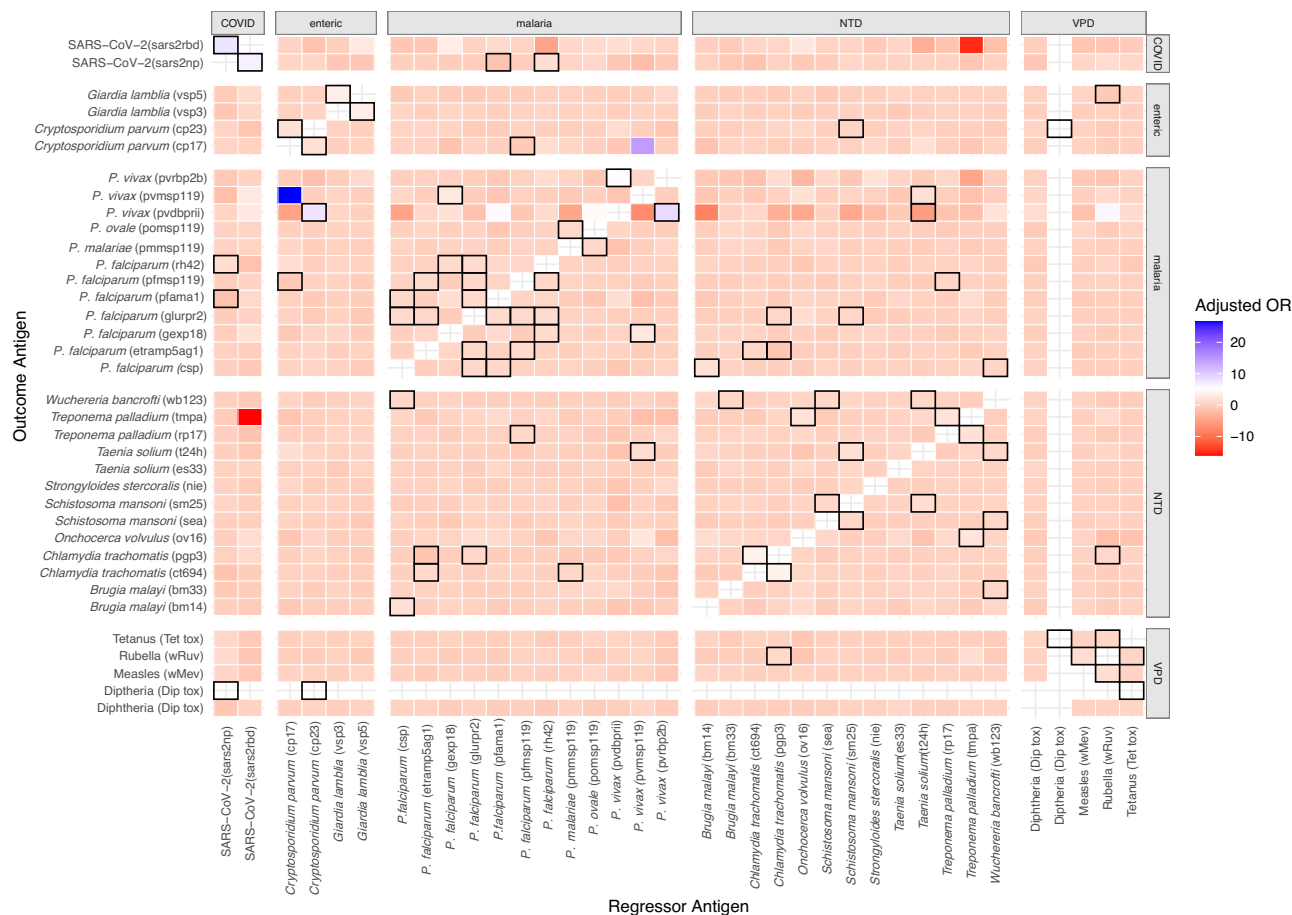 COVID
enteric
malaria
NTD
VPD
SARS−CoV−2(sars2rbd)
SARS−CoV−2(sars2np)
COVID
Giardia lamblia (vsp5)
Giardia lamblia (vsp3)
Cryptosporidium parvum (cp23)
Cryptosporidium parvum (cp17)
enteric
P. vivax (pvrbp2b)
P. vivax (pvmsp119)
P. vivax (pvdbprii)
P. ovale (pomsp119)
P. malariae (pmmsp119)
P. falciparum (rh42)
P. falciparum (pfmsp119)
P. falciparum (pfama1)
P. falciparum (glurpr2)
P. falciparum (gexp18)
P. falciparum (etramp5ag1)
P. falciparum (csp)
malaria
Wuchereria bancrofti (wb123)
Treponema palladium (tmpa)
Treponema palladium (rp17)
Taenia solium (t24h)
Taenia solium (es33)
Strongyloides stercoralis (nie)
Schistosoma mansoni (sm25)
Schistosoma mansoni (sea)
Onchocerca volvulus (ov16)
Chlamydia trachomatis (pgp3)
Chlamydia trachomatis (ct694)
Brugia malayi (bm33)
Brugia malayi (bm14)
NTD
Tetanus (Tet tox)
Rubella (wRuv)
Measles (wMev)
Diptheria (Dip tox)
Diphtheria (Dip tox)
VPD
Outcome Antigen
SARS−CoV−2(sars2np)
SARS−CoV−2(sars2rbd)
Cryptosporidium parvum (cp17)
Cryptosporidium parvum (cp23)
Giardia lamblia (vsp3)
Giardia lamblia (vsp5)
P.falciparum (csp)
P. falciparum (etramp5ag1)
P. falciparum (gexp18)
P. falciparum (glurpr2)
P.falciparum (pfama1)
P. falciparum (pfmsp119)
P. falciparum (rh42)
P. malariae (pmmsp119)
P. ovale (pomsp119)
P. vivax (pvdbprii)
P. vivax (pvmsp119)
P. vivax (pvrbp2b)
Brugia malayi (bm14)
Brugia malayi (bm33)
Chlamydia trachomatis (ct694)
Chlamydia trachomatis (pgp3)
Onchocerca volvulus (ov16)
Schistosoma mansoni (sea)
Schistosoma mansoni (sm25)
Strongyloides stercoralis (nie)
Taenia solium(es33)
Taenia solium(t24h)
Treponema palladium (rp17)
Treponema palladium (tmpa)
Wuchereria bancrofti (wb123)
Diphtheria (Dip tox)
Diptheria (Dip tox)
Measles (wMev)
Rubella (wRuv)
Tetanus (Tet tox)
Regressor Antigen
Adjusted OR
20
10
0
−10